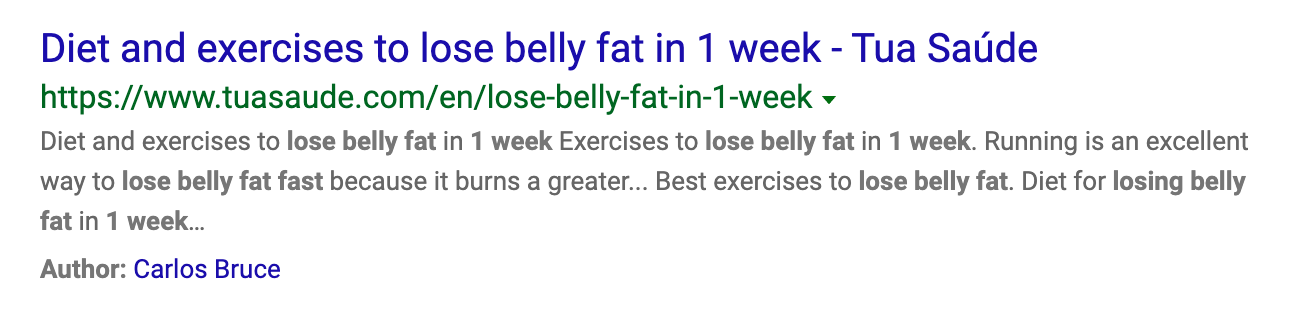 Diet and exercises to lose belly fat in 1 week - Tua Saúde
https://www.tuasaude.com/en/lose-belly-fat-in-1-week
Diet and exercises to lose belly fat in 1 week Exercises to lose belly fat in 1 week. Running is an excellent
way to lose belly fat fast because it burns a greater... Best exercises to lose belly fat. Diet for losing belly
fat in 1 week...
Author: Carlos Bruce